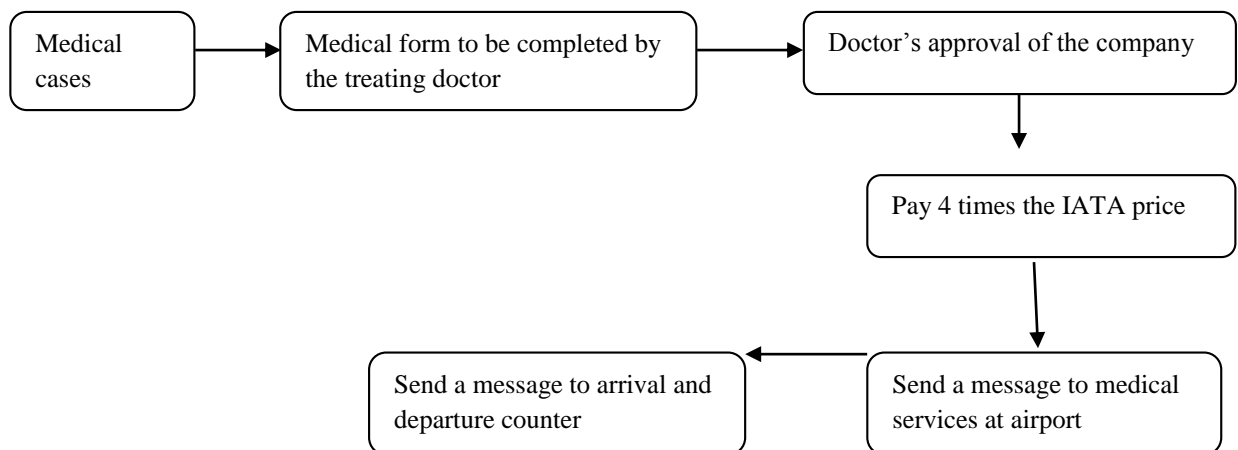 Medical
cases
Medical form to be completed by
the treating doctor
Doctor’s approval of the company
Pay 4 times the IATA price
Send a message to medical
services at airport
Send a message to arrival and
departure counter